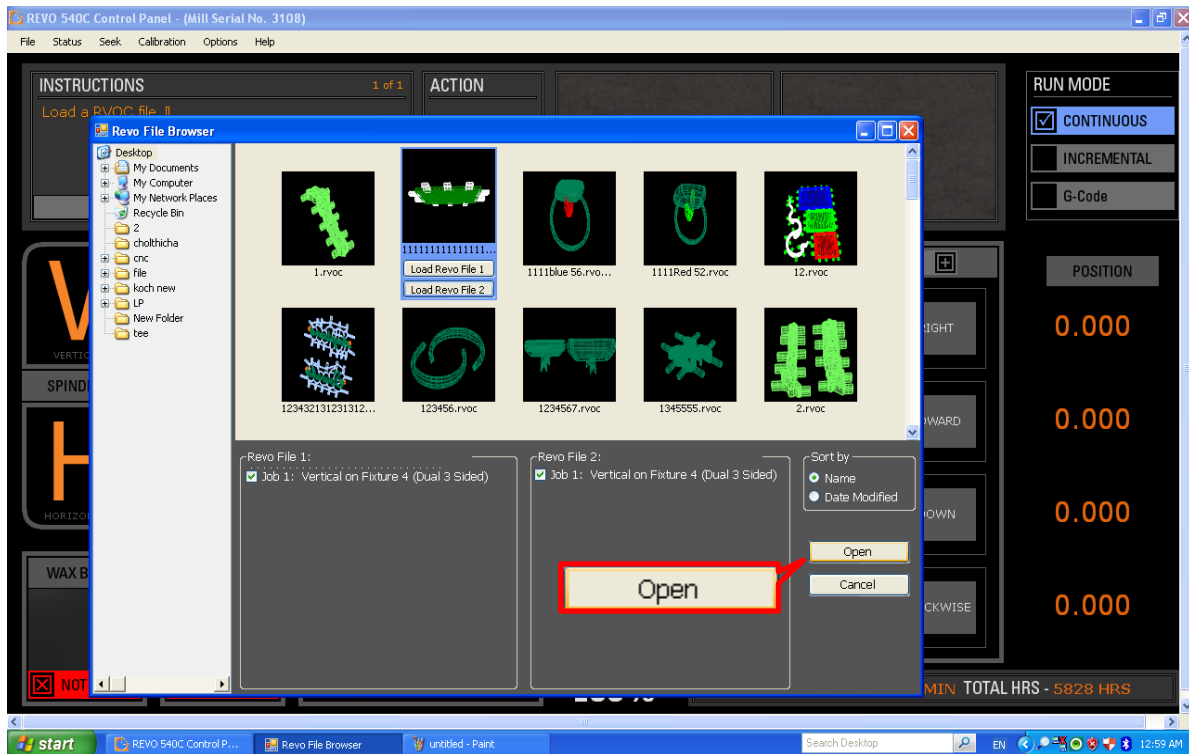 REVO 540C Control Panel - (Mill Serial No. 3108)
File Status Seek Calibration Options Help
INSTRUCTIONS 1 of 1
ACTION
RUN MODE
Load a RVOC file.
CONTINUOUS
INCREMENTAL
G-Code
Revo File Browser
Desktop
My Documents
My Computer
My Network Places
Recycle Bin
2
cholthicha
cnc
file
koch new
LP
New Folder
tee
1.rvoc
Load Revo File 1
Load Revo File 2
1111blue 56.rvo...
1111Red 52.rvoc
12.rvoc
123432131231312...
123456.rvoc
1234567.rvoc
1345555.rvoc
2.rvoc
Revo File 1:
Job 1: Vertical on Fixture 4 (Dual 3 Sided)
Revo File 2:
Job 1: Vertical on Fixture 4 (Dual 3 Sided)
Sort by
Name
Date Modified
Open
Cancel
Open
POSITION
0.000
0.000
0.000
0.000
NOT
MIN TOTAL HRS - 5828 HRS
start
REVO 540C Control P...
Revo File Browser
untitled - Paint
Search Desktop
EN
12:59 AM